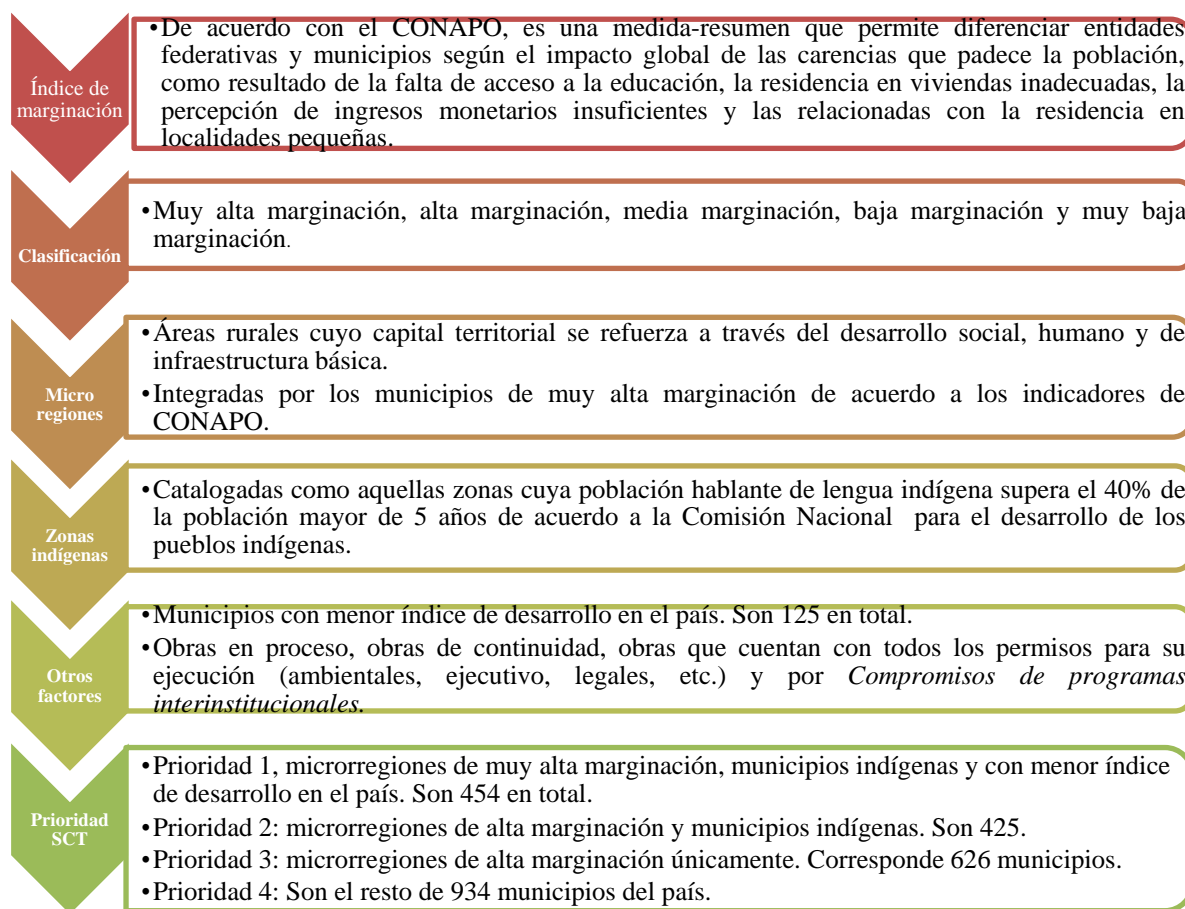 Índice de
marginación
•De acuerdo con el CONAPO, es una medida-resumen que permite diferenciar entidades
federativas y municipios según el impacto global de las carencias que padece la población,
como resultado de la falta de acceso a la educación, la residencia en viviendas inadecuadas, la
percepción de ingresos monetarios insuficientes y las relacionadas con la residencia en
localidades pequeñas.
Clasificación
•Muy alta marginación, alta marginación, media marginación, baja marginación y muy baja
marginación.
Micro
regiones
•Áreas rurales cuyo capital territorial se refuerza a través del desarrollo social, humano y de
infraestructura básica.
•Integradas por los municipios de muy alta marginación de acuerdo a los indicadores de
CONAPO.
Zonas
indígenas
•Catalogadas como aquellas zonas cuya población hablante de lengua indígena supera el 40% de
la población mayor de 5 años de acuerdo a la Comisión Nacional para el desarrollo de los
pueblos indígenas.
Otros
factores
•Municipios con menor índice de desarrollo en el país. Son 125 en total.
•Obras en proceso, obras de continuidad, obras que cuentan con todos los permisos para su
ejecución (ambientales, ejecutivo, legales, etc.) y por Compromisos de programas
interinstitucionales.
Prioridad
SCT
•Prioridad 1, microrregiones de muy alta marginación, municipios indígenas y con menor índice
de desarrollo en el país. Son 454 en total.
•Prioridad 2: microrregiones de alta marginación y municipios indígenas. Son 425.
•Prioridad 3: microrregiones de alta marginación únicamente. Corresponde 626 municipios.
•Prioridad 4: Son el resto de 934 municipios del país.